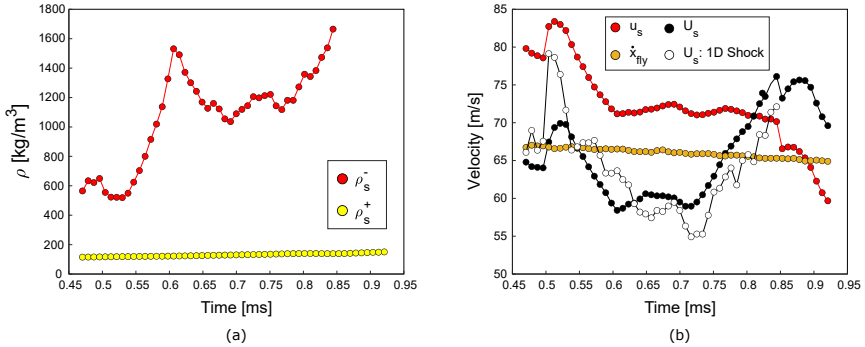 1800
1600
1400
1200
1000
800
600
400
200
0
ρ [kg/m³]
ρₛ⁻
ρₛ⁺
0.45 0.5 0.55 0.6 0.65 0.7 0.75 0.8 0.85 0.9 0.95
Time [ms]
(a)
85
80
75
70
65
60
55
50
Velocity [m/s]
uₛ Uₛ
ẋ_fly Uₛ: 1D Shock
0.45 0.5 0.55 0.6 0.65 0.7 0.75 0.8 0.85 0.9 0.95
Time [ms]
(b)